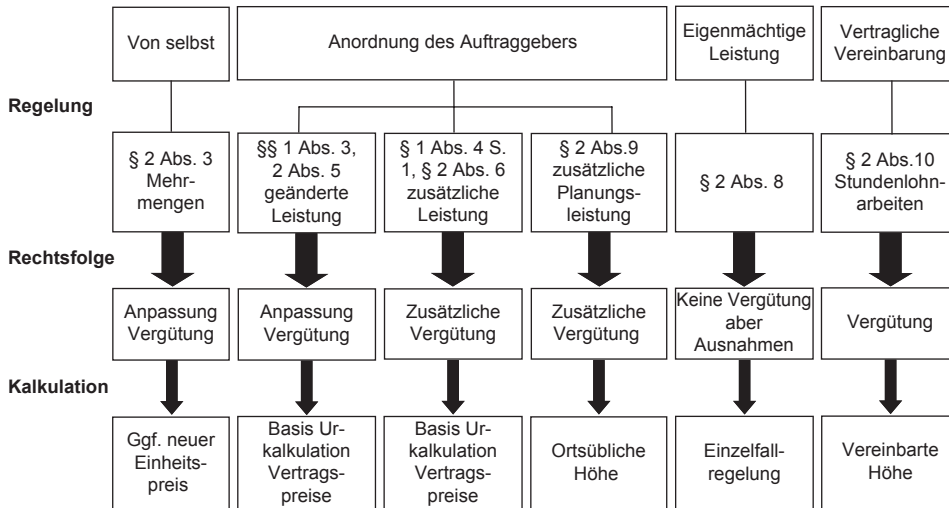 Von selbst
Anordnung des Auftraggebers
Eigenmächtige
Leistung
Vertragliche
Vereinbarung
Regelung
§ 2 Abs. 3
Mehr-
mengen
§§ 1 Abs. 3,
2 Abs. 5
geänderte
Leistung
§ 1 Abs. 4 S.
1, § 2 Abs. 6
zusätzliche
Leistung
§ 2 Abs.9
zusätzliche
Planungs-
leistung
§ 2 Abs. 8
§ 2 Abs.10
Stundenlohn-
arbeiten
Rechtsfolge
Anpassung
Vergütung
Anpassung
Vergütung
Zusätzliche
Vergütung
Zusätzliche
Vergütung
Keine Vergütung
aber
Ausnahmen
Vergütung
Kalkulation
Ggf. neuer
Einheits-
preis
Basis Ur-
kalkulation
Vertrags-
preise
Basis Ur-
kalkulation
Vertrags-
preise
Ortsübliche
Höhe
Einzelfall-
regelung
Vereinbarte
Höhe